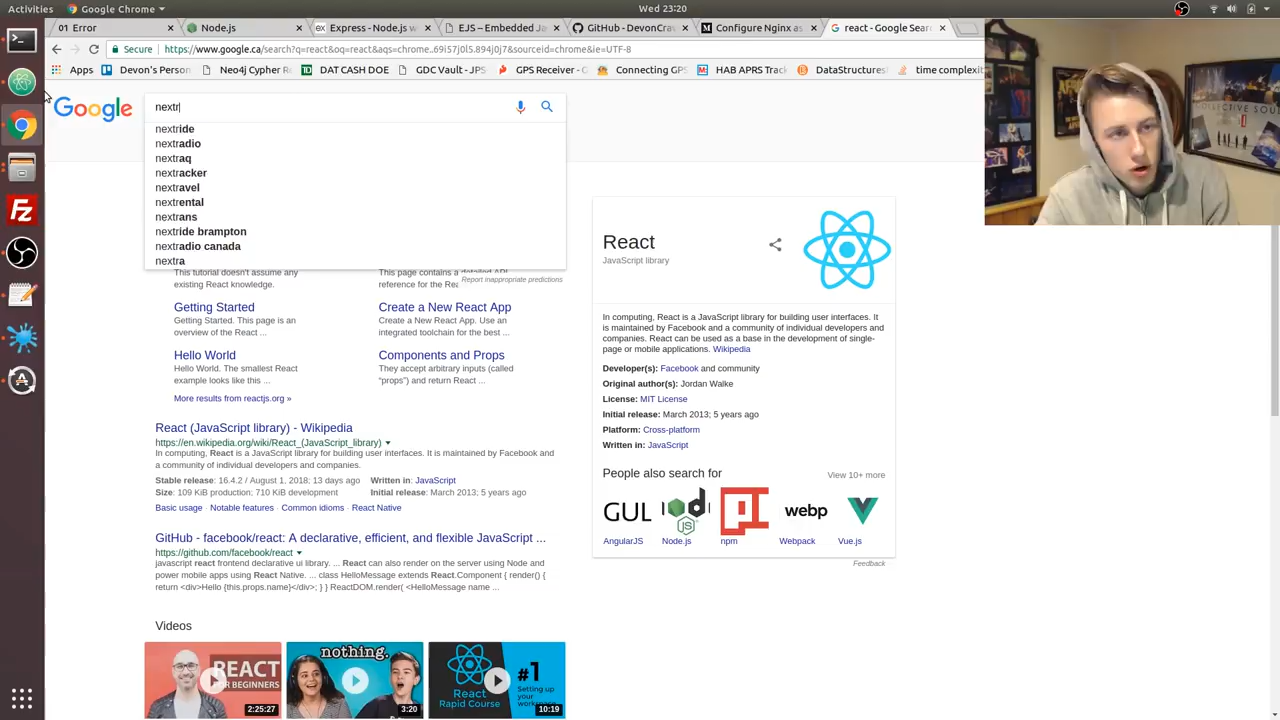 Google Chrome
Wed 23:20
01 Error
Node.js
Express - Node.js w
EJS -- Embedded Ja
GitHub - DevonCraw
Configure Nginx as
react - Google Searc
Secure
https://www.google.ca/search?q=react&oq=react&aqs=chrome..69i57j0l5.894j0j7&sourceid=chrome&ie=UTF-8
Apps
Devon's Person
Neo4j Cypher
DAT CASH DOE
GDC Vault - JPS
GPS Receiver - G
HAB APRS Track
DataStructures
time complexit
Google
nextr
nextride
nextradio
nextraq
nextracker
nextravel
nextrental
nextrans
nextride brampton
nextradio canada
nextra
Report inappropriate predictions
This tutorial doesn't assume any
existing React knowledge.
This page contains a detailed API
reference for the Rea
Getting Started
Getting Started. This page is an
overview of the React ...
Create a New React App
Create a New React App. Use an
integrated toolchain for the best ...
Hello World
Hello World. The smallest React
example looks like this ...
Components and Props
They accept arbitrary inputs (called
“props”) and return React ...
More results from reactjs.org »
React (JavaScript library) - Wikipedia
https://en.wikipedia.org/wiki/React_(JavaScript_library)
In computing, React is a JavaScript library for building user interfaces. It is maintained by Facebook and
a community of individual developers and companies.
Stable release: 16.4.2 / August 1, 2018; 13 days ago
Written in: JavaScript
Size: 109 KiB production; 710 KiB development
Initial release: March 2013; 5 years ago
Basic usage · Notable features · Common idioms · React Native
GitHub - facebook/react: A declarative, efficient, and flexible JavaScript ...
https://github.com/facebook/react
javascript react frontend declarative ui library. ... React can also render on the server using Node and
power mobile apps using React Native. ... class HelloMessage extends React.Component { render() {
return <div>Hello {this.props.name}</div>; } } ReactDOM.render( <HelloMessage name ...
Videos
REACT
FOR BEGINNERS
2:25:27
nothing.
3:20
#1
Setting up
your
React
Rapid Course
10:19
React
JavaScript library
In computing, React is a JavaScript library for building user interfaces. It
is maintained by Facebook and a community of individual developers and
companies. React can be used as a base in the development of single-
page or mobile applications. Wikipedia
Developer(s): Facebook and community
Original author(s): Jordan Walke
License: MIT License
Initial release: March 2013; 5 years ago
Platform: Cross-platform
Written in: JavaScript
People also search for
View 10+ more
GUL
webp
AngularJS
Node.js
npm
Webpack
Vue.js
Feedback
COLLECTIVE SOUL